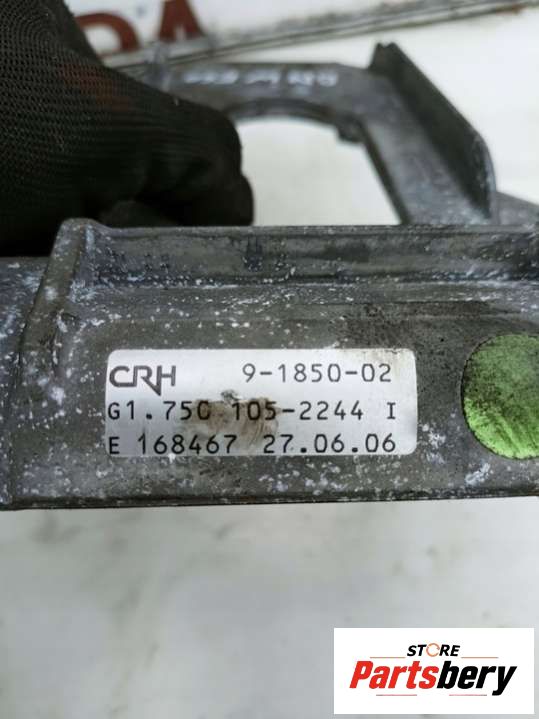 CRH 9-1850-02
G1.750 105-2244 I
E 168467 27.06.06
STORE
Partsbery